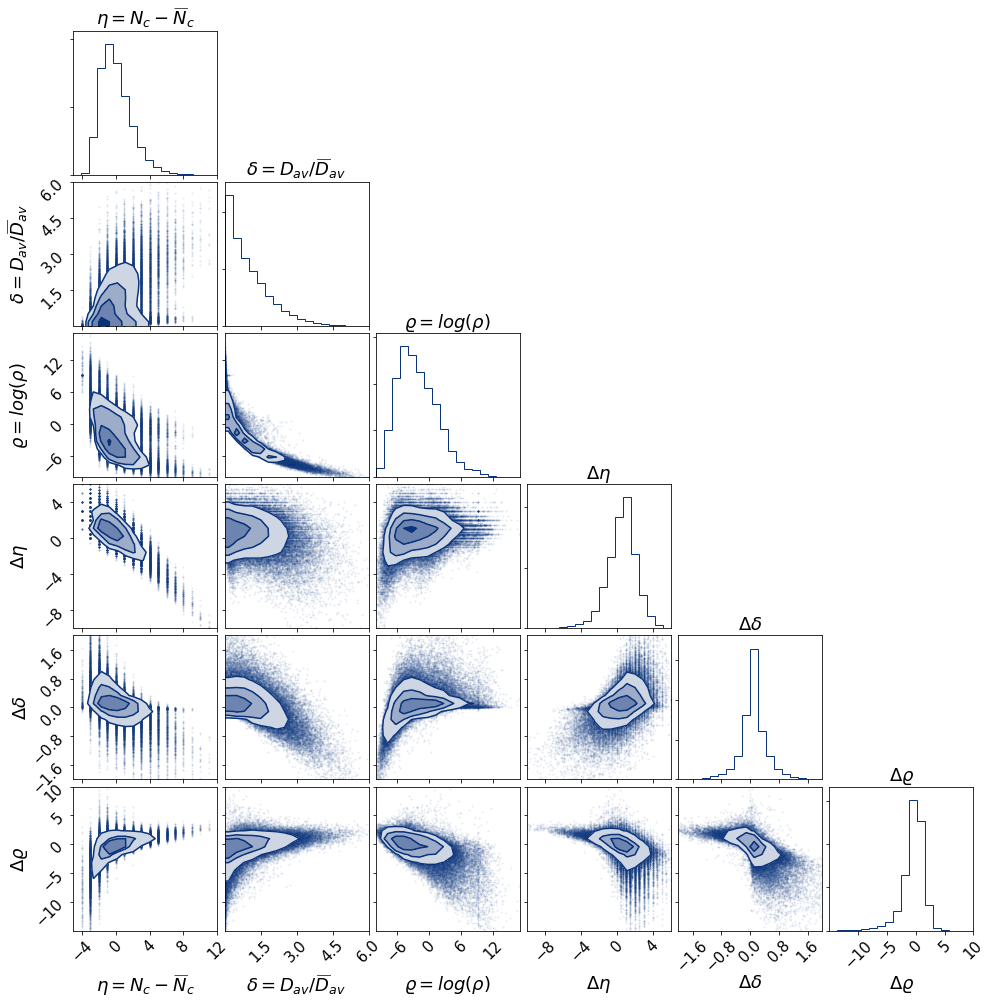 η = N_c − N̅_c
δ = D_av/D̅_av
6.0
4.5
3.0
1.5
δ = D_av/D̅_av
ϱ = log(ρ)
12
6
0
−6
ϱ = log(ρ)
Δη
4
0
−4
−8
Δη
Δδ
1.6
0.8
0.0
−0.8
−1.6
Δδ
Δϱ
10
5
0
−5
−10
Δϱ
−4 0 4 8 12
1.5 3.0 4.5 6.0
−6 0 6 12
−8 −4 0 4
−1.6 −0.8 0.0 0.8 1.6
−10 −5 0 5 10
η = N_c − N̅_c
δ = D_av/D̅_av
ϱ = log(ρ)
Δη
Δδ
Δϱ